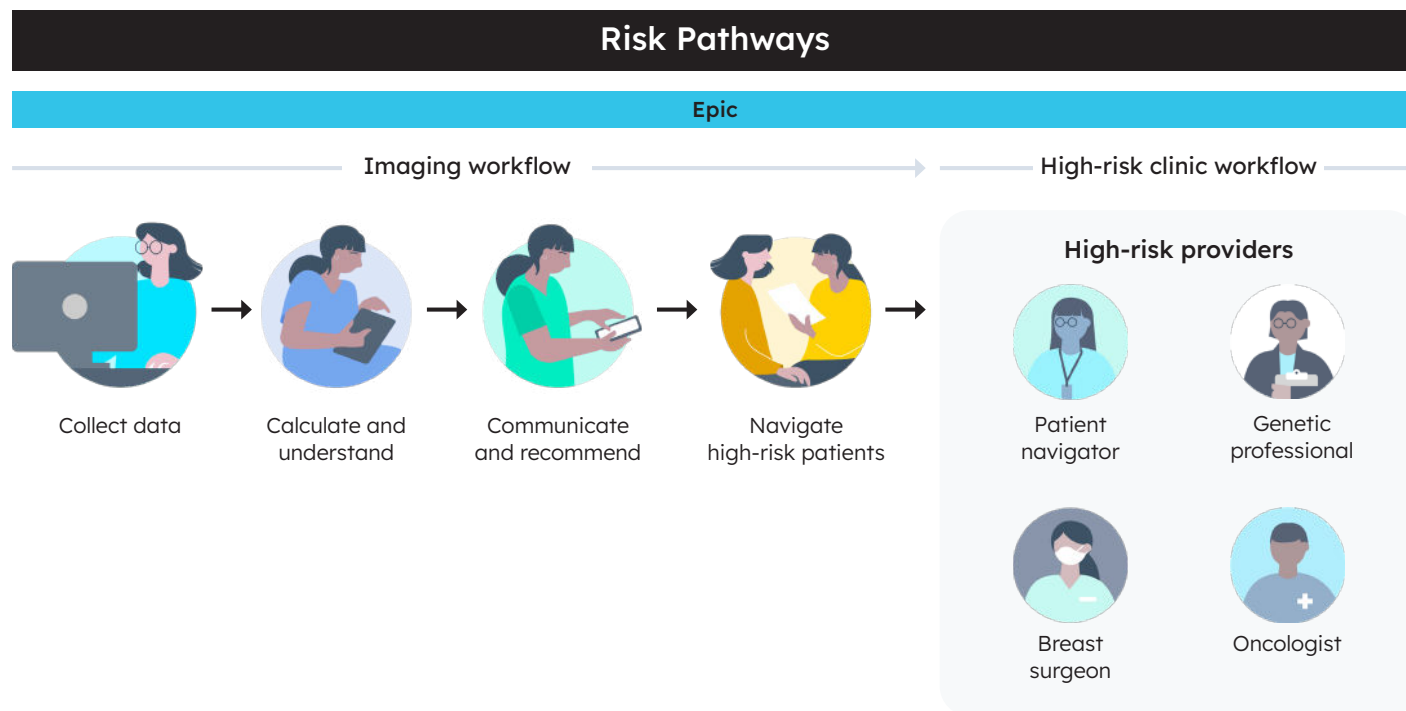 Risk Pathways
Epic
Imaging workflow
High-risk clinic workflow
Collect data
Calculate and
understand
Communicate
and recommend
Navigate
high-risk patients
High-risk providers
Patient
navigator
Genetic
professional
Breast
surgeon
Oncologist